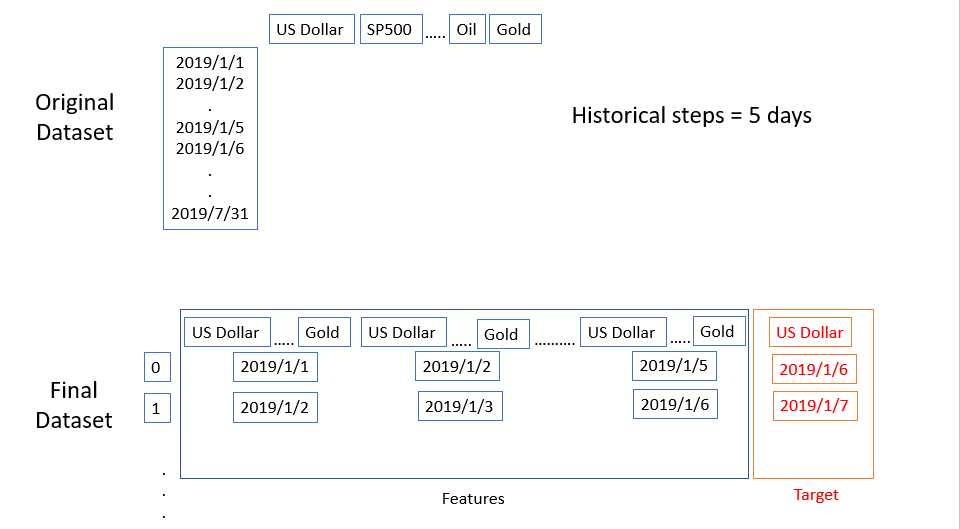 US Dollar SP500 ..... Oil Gold
2019/1/1
2019/1/2
.
2019/1/5
2019/1/6
.
.
2019/7/31
Original
Dataset
Historical steps = 5 days
US Dollar ..... Gold US Dollar ..... Gold .......... US Dollar ..... Gold US Dollar
0 2019/1/1 2019/1/2 2019/1/5 2019/1/6
1 2019/1/2 2019/1/3 2019/1/6 2019/1/7
Final
Dataset
.
.
.
Features
Target